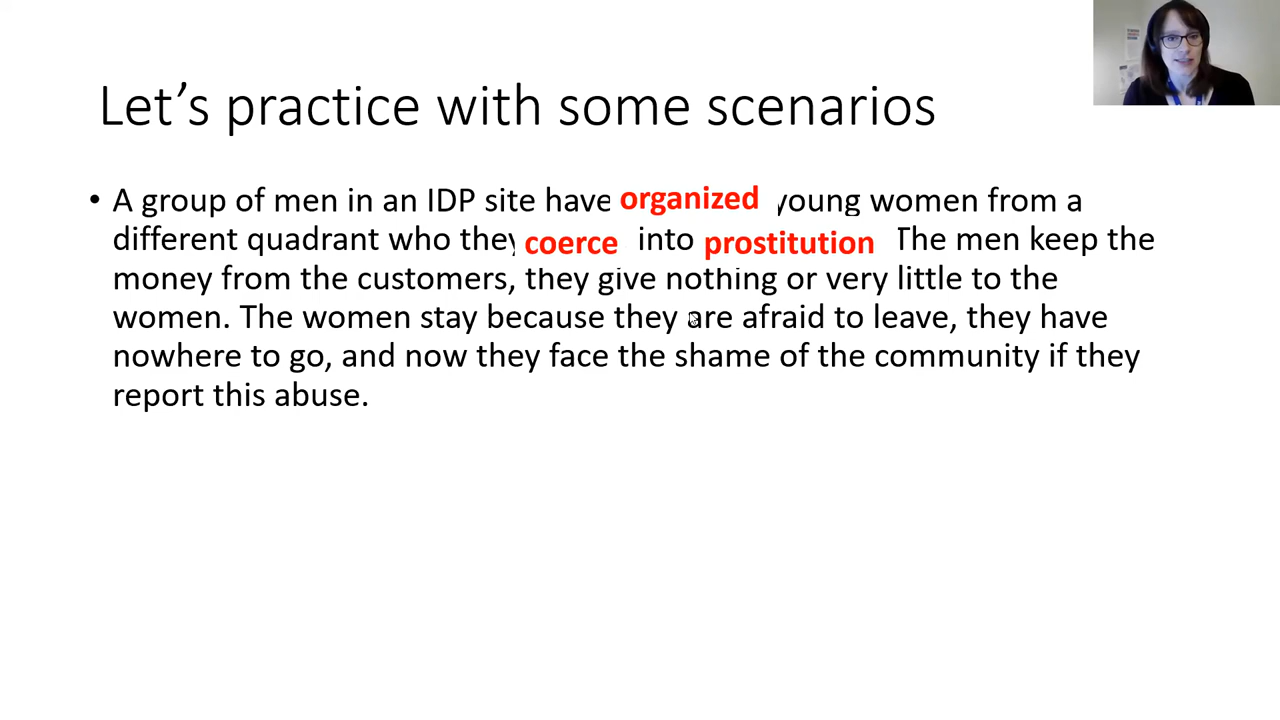 Let's practice with some scenarios
• A group of men in an IDP site have organized young women from a
different quadrant who they coerce into prostitution The men keep the
money from the customers, they give nothing or very little to the
women. The women stay because they are afraid to leave, they have
nowhere to go, and now they face the shame of the community if they
report this abuse.